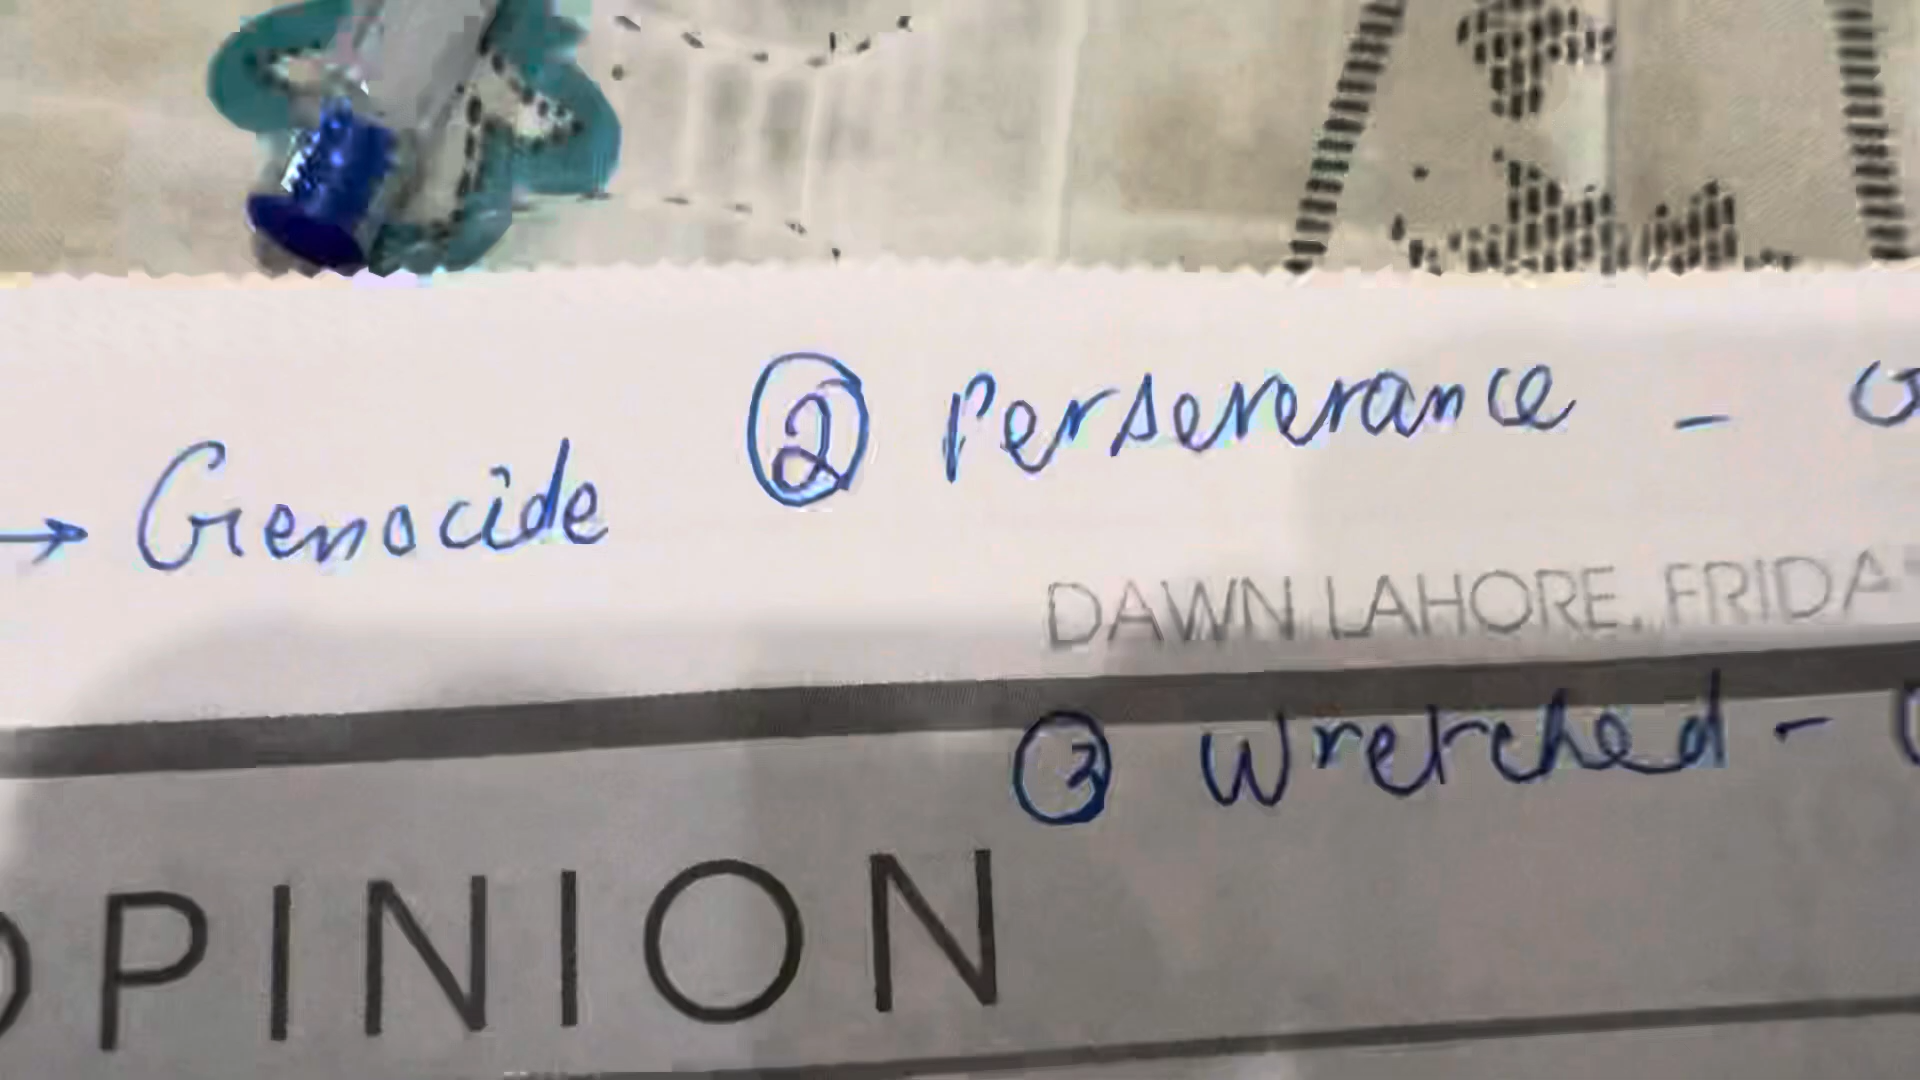 ② Perseverance -
→ Genocide
DAWN LAHORE, FRIDA
③ Wretched -
OPINION